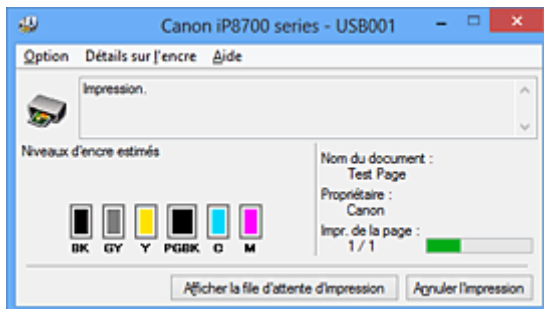 Canon iP8700 series - USB001
Option Détails sur l'encre Aide
Impression.
Niveaux d'encre estimés
BK GY Y PGBK C M
Nom du document :
Test Page
Propriétaire :
Canon
Impr. de la page :
1 / 1
Afficher la file d'attente d'impression Annuler l'impression